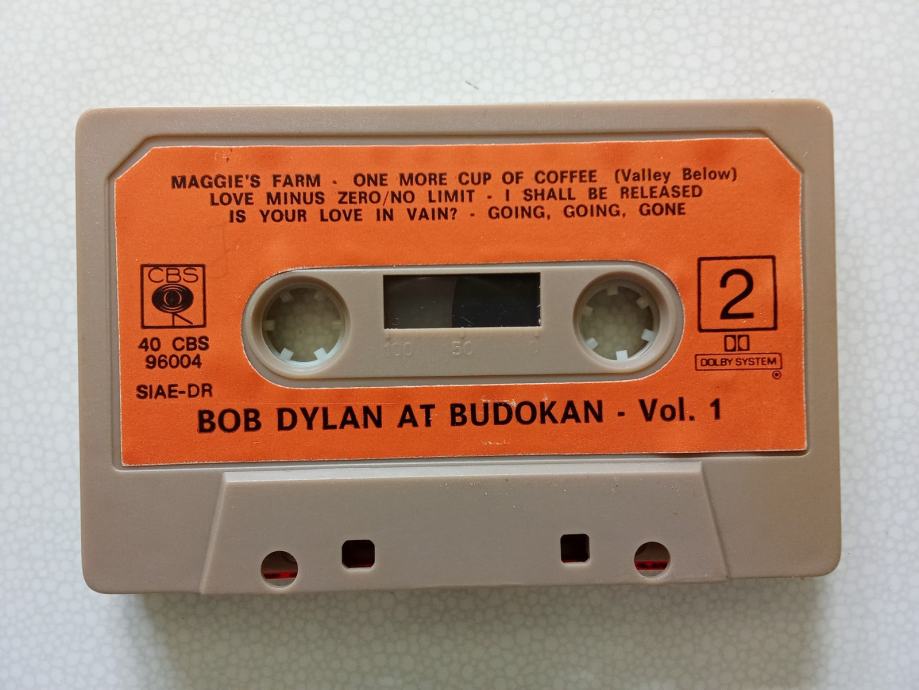 MAGGIE'S FARM - ONE MORE CUP OF COFFEE (Valley Below)
LOVE MINUS ZERO/NO LIMIT - I SHALL BE RELEASED
IS YOUR LOVE IN VAIN? - GOING, GOING, GONE
CBS
40 CBS
96004
SIAE-DR
2
DOLBY SYSTEM
®
100 50
BOB DYLAN AT BUDOKAN - Vol. 1